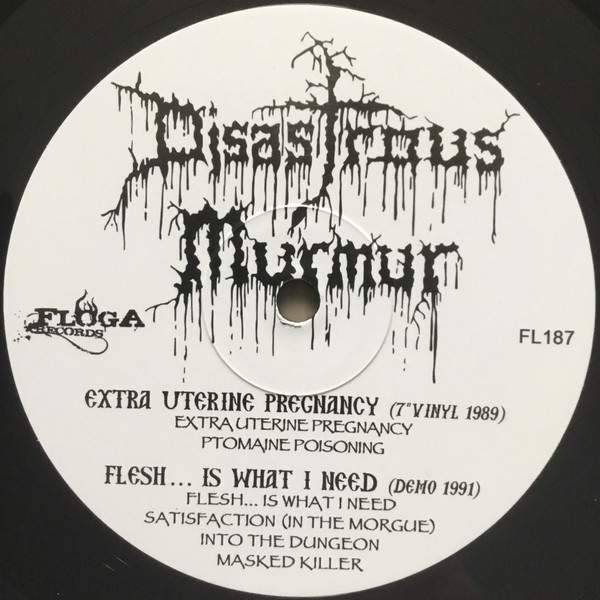 Disastrous
Murmur
FLOGA
RECORDS
FL187
EXTRA UTERINE PREGNANCY (7"VINYL 1989)
EXTRA UTERINE PREGNANCY
PTOMAINE POISONING
FLESH... IS WHAT I NEED (DEMO 1991)
FLESH... IS WHAT I NEED
SATISFACTION (IN THE MORGUE)
INTO THE DUNGEON
MASKED KILLER